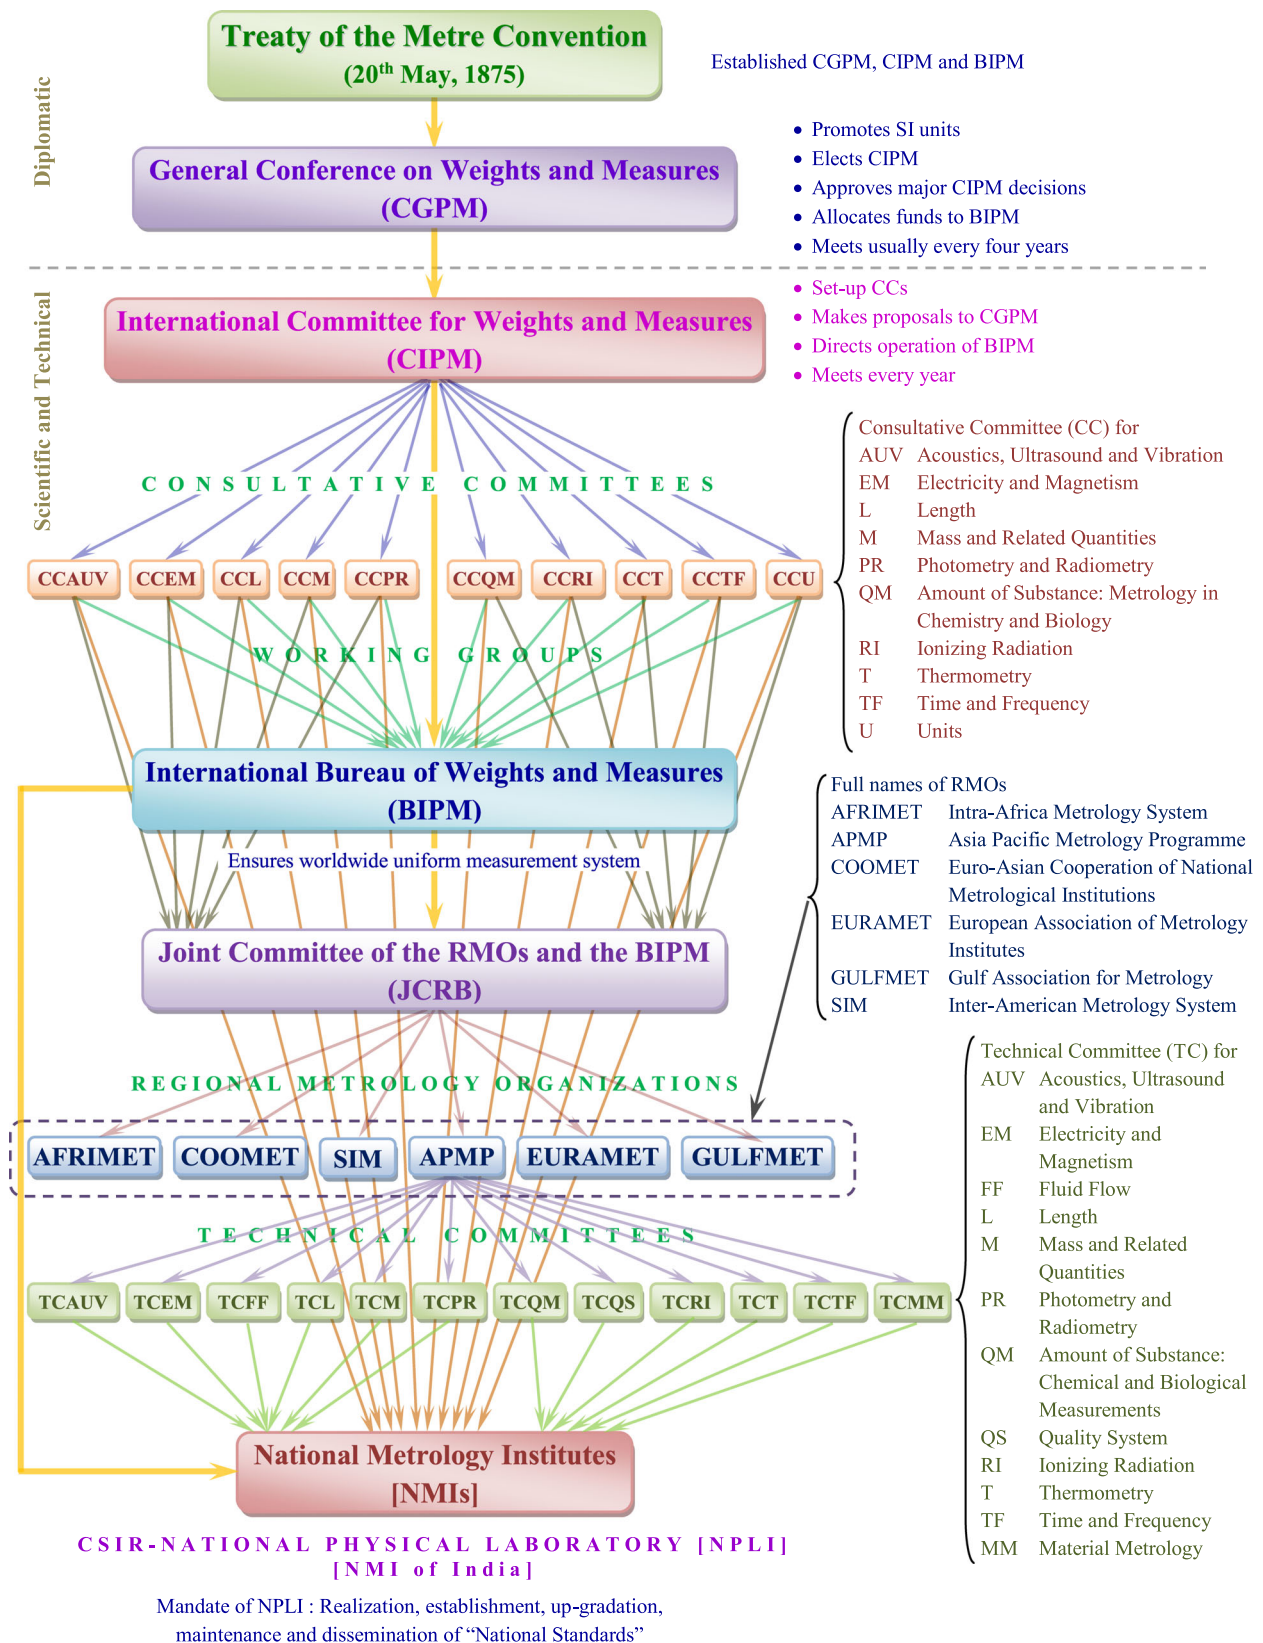 Treaty of the Metre Convention
(20th May, 1875)
Established CGPM, CIPM and BIPM
Diplomatic
General Conference on Weights and Measures
(CGPM)
• Promotes SI units
• Elects CIPM
• Approves major CIPM decisions
• Allocates funds to BIPM
• Meets usually every four years
Scientific and Technical
International Committee for Weights and Measures
(CIPM)
• Set-up CCs
• Makes proposals to CGPM
• Directs operation of BIPM
• Meets every year
CONSULTATIVE COMMITTEES
CCAUV CCEM CCL CCM CCPR CCQM CCRI CCT CCTF CCU
Consultative Committee (CC) for
AUV Acoustics, Ultrasound and Vibration
EM Electricity and Magnetism
L Length
M Mass and Related Quantities
PR Photometry and Radiometry
QM Amount of Substance: Metrology in
Chemistry and Biology
RI Ionizing Radiation
T Thermometry
TF Time and Frequency
U Units
WORKING GROUPS
International Bureau of Weights and Measures
(BIPM)
Ensures worldwide uniform measurement system
Full names of RMOs
AFRIMET Intra-Africa Metrology System
APMP Asia Pacific Metrology Programme
COOMET Euro-Asian Cooperation of National
Metrological Institutions
EURAMET European Association of Metrology
Institutes
GULFMET Gulf Association for Metrology
SIM Inter-American Metrology System
Joint Committee of the RMOs and the BIPM
(JCRB)
REGIONAL METROLOGY ORGANIZATIONS
AFRIMET COOMET SIM APMP EURAMET GULFMET
TECHNICAL COMMITTEES
TCAUV TCEM TCFF TCL TCM TCPR TCQM TCQS TCRI TCT TCTF TCMM
Technical Committee (TC) for
AUV Acoustics, Ultrasound
and Vibration
EM Electricity and
Magnetism
FF Fluid Flow
L Length
M Mass and Related
Quantities
PR Photometry and
Radiometry
QM Amount of Substance:
Chemical and Biological
Measurements
QS Quality System
RI Ionizing Radiation
T Thermometry
TF Time and Frequency
MM Material Metrology
National Metrology Institutes
[NMIs]
CSIR-NATIONAL PHYSICAL LABORATORY [NPLI]
[NMI of India]
Mandate of NPLI : Realization, establishment, up-gradation,
maintenance and dissemination of “National Standards”